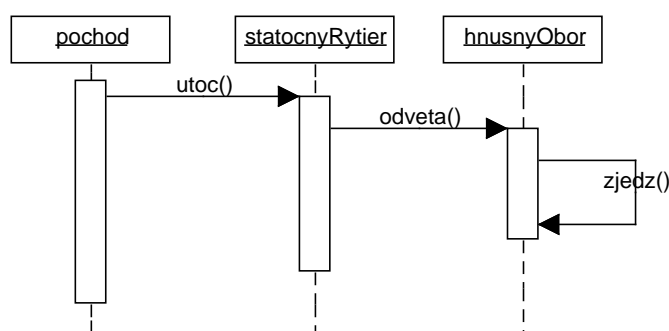 pochod
statocnyRytier
hnusnyObor
utoc()
odveta()
zjedz()